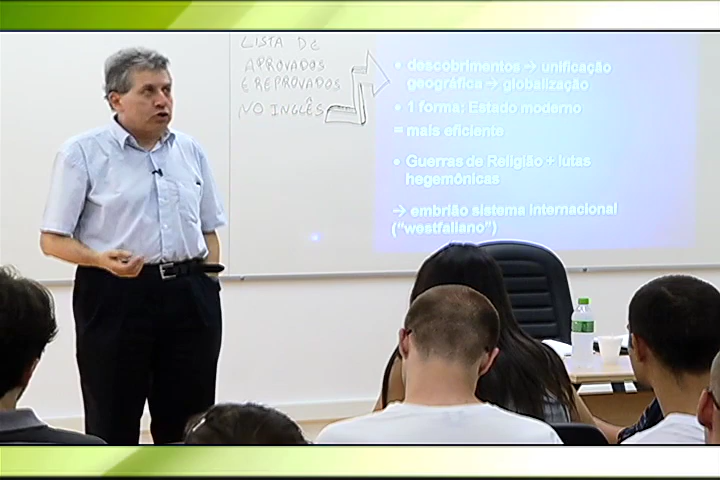 LISTA DE
APROVADOS
E REPROVADOS
NO INGLÊS
• descobrimentos → unificação
geográfica → globalização
• 1 forma: Estado moderno
= mais eficiente
• Guerras de Religião + lutas
hegemônicas
→ embrião sistema internacional
("westfaliano")